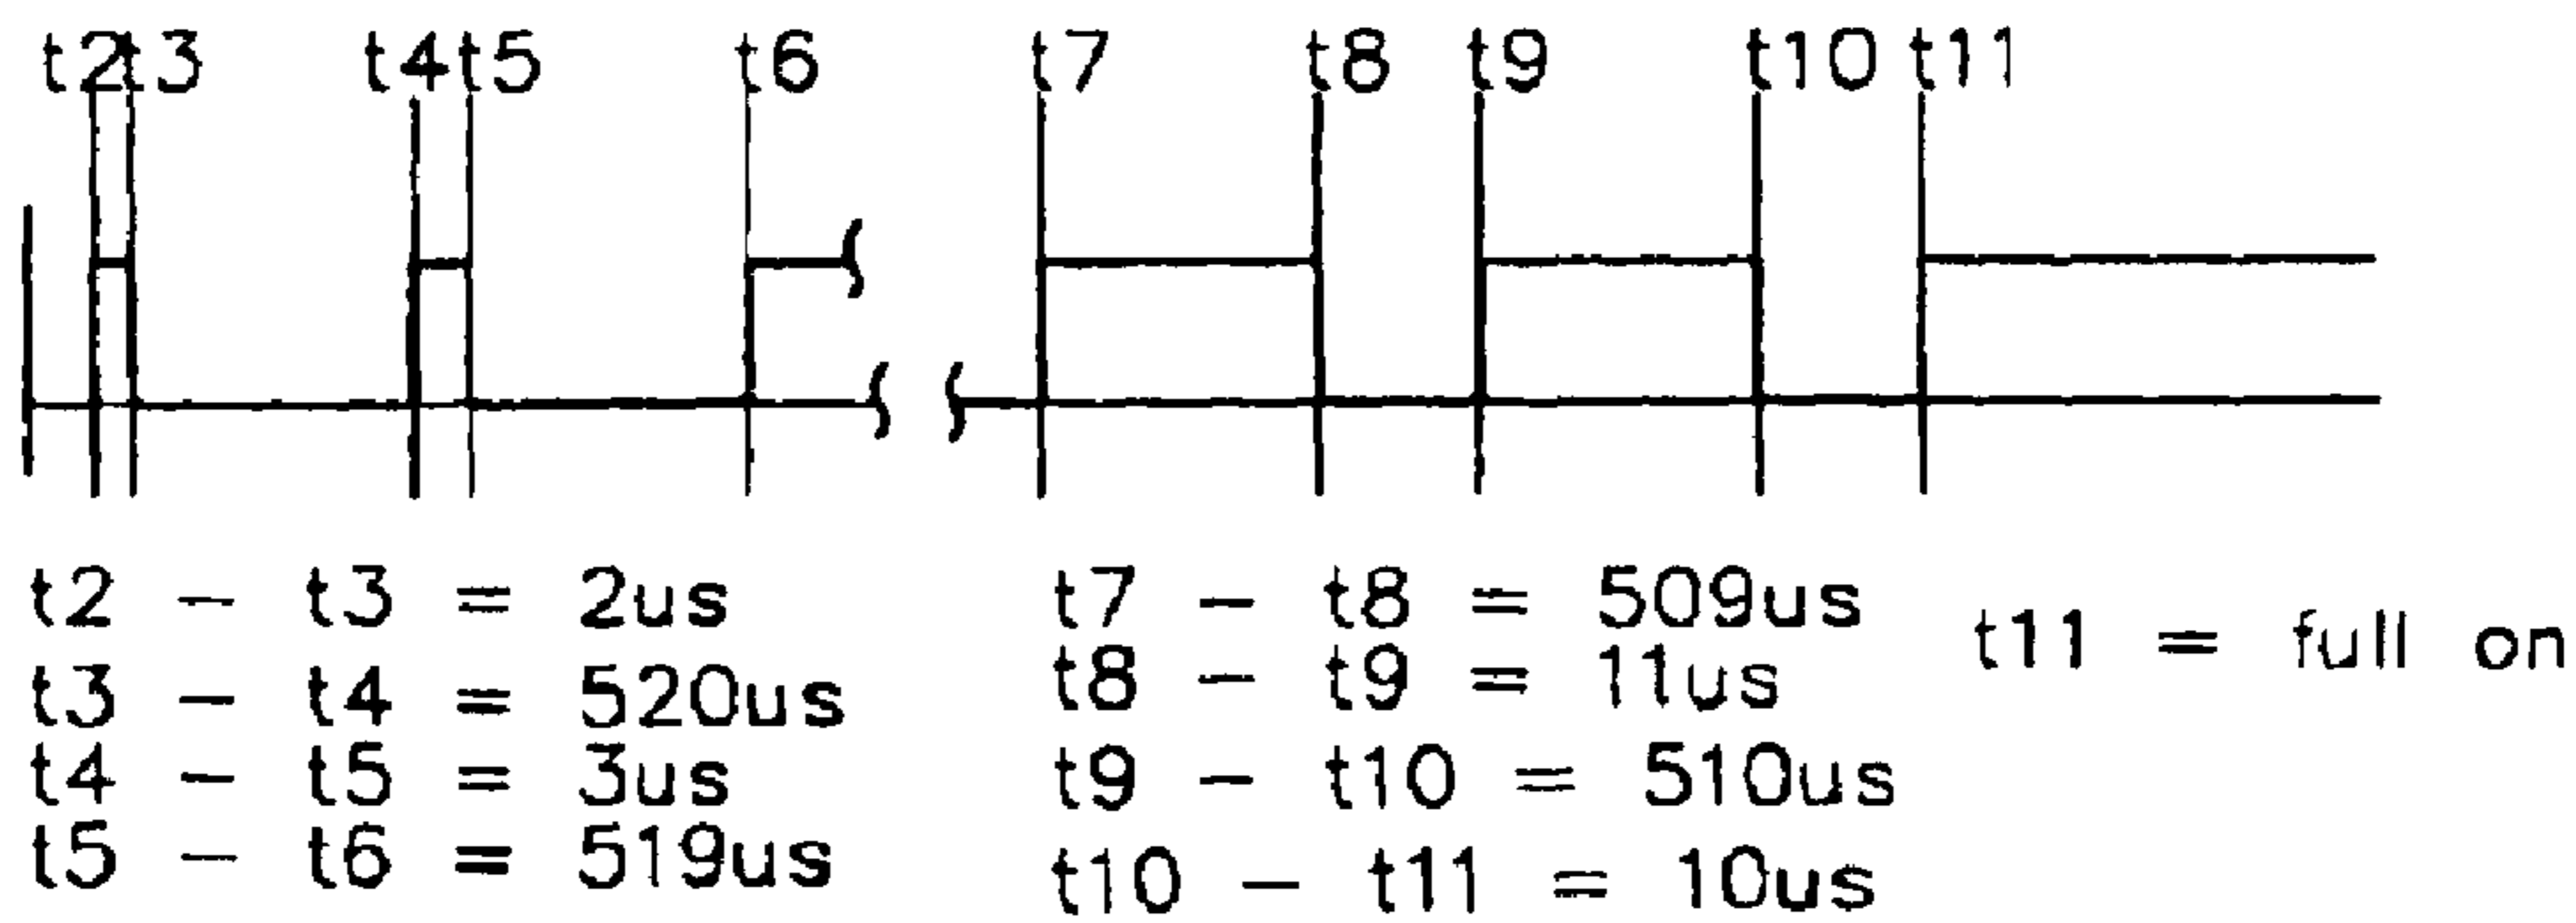 t2 t3 t4 t5 t6 t7 t8 t9 t10 t11
t2 - t3 = 2us
t3 - t4 = 520us
t4 - t5 = 3us
t5 - t6 = 519us
t7 - t8 = 509us
t8 - t9 = 11us
t9 - t10 = 510us
t10 - t11 = 10us
t11 = full on